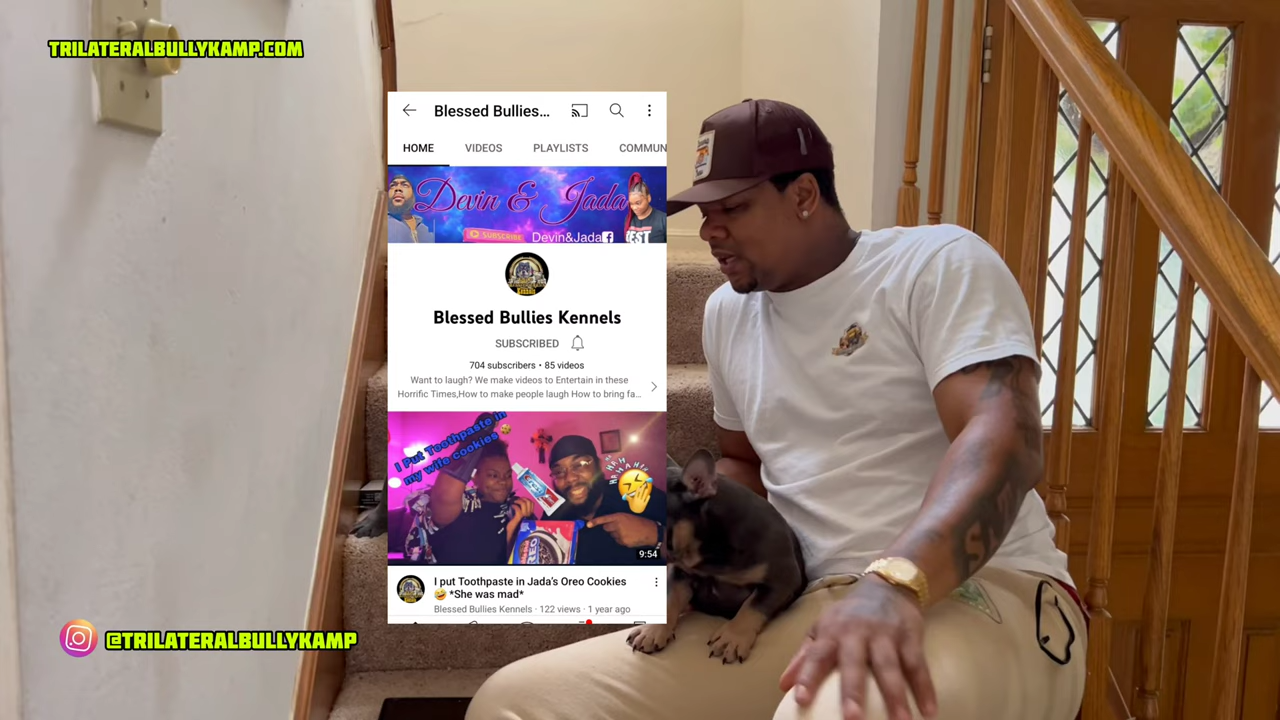 TRILATERALBULLYKAMP.COM
Blessed Bullies...
HOME VIDEOS PLAYLISTS COMMUN
Devin & Jada
SUBSCRIBE
Devin&Jada
Blessed Bullies Kennels
SUBSCRIBED
704 subscribers • 85 videos
Want to laugh? We make videos to Entertain in these
Horrific Times,How to make people laugh How to bring fa...
I Put Toothpaste in
my wife cookies
HAHAHAHA
OREO
9:54
I put Toothpaste in Jada's Oreo Cookies
🤣 *She was mad*
Blessed Bullies Kennels · 122 views · 1 year ago
@TRILATERALBULLYKAMP